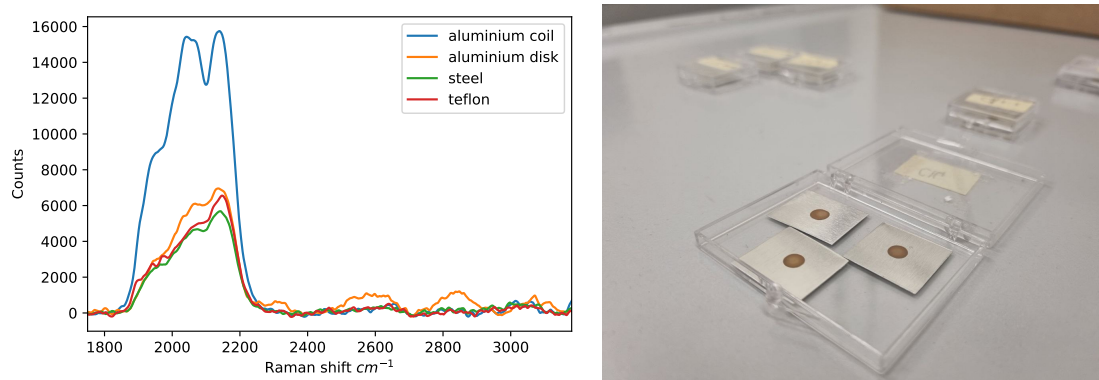 16000
14000
12000
10000
8000
6000
4000
2000
0
Counts
1800 2000 2200 2400 2600 2800 3000
Raman shift cm⁻¹
aluminium coil
aluminium disk
steel
teflon